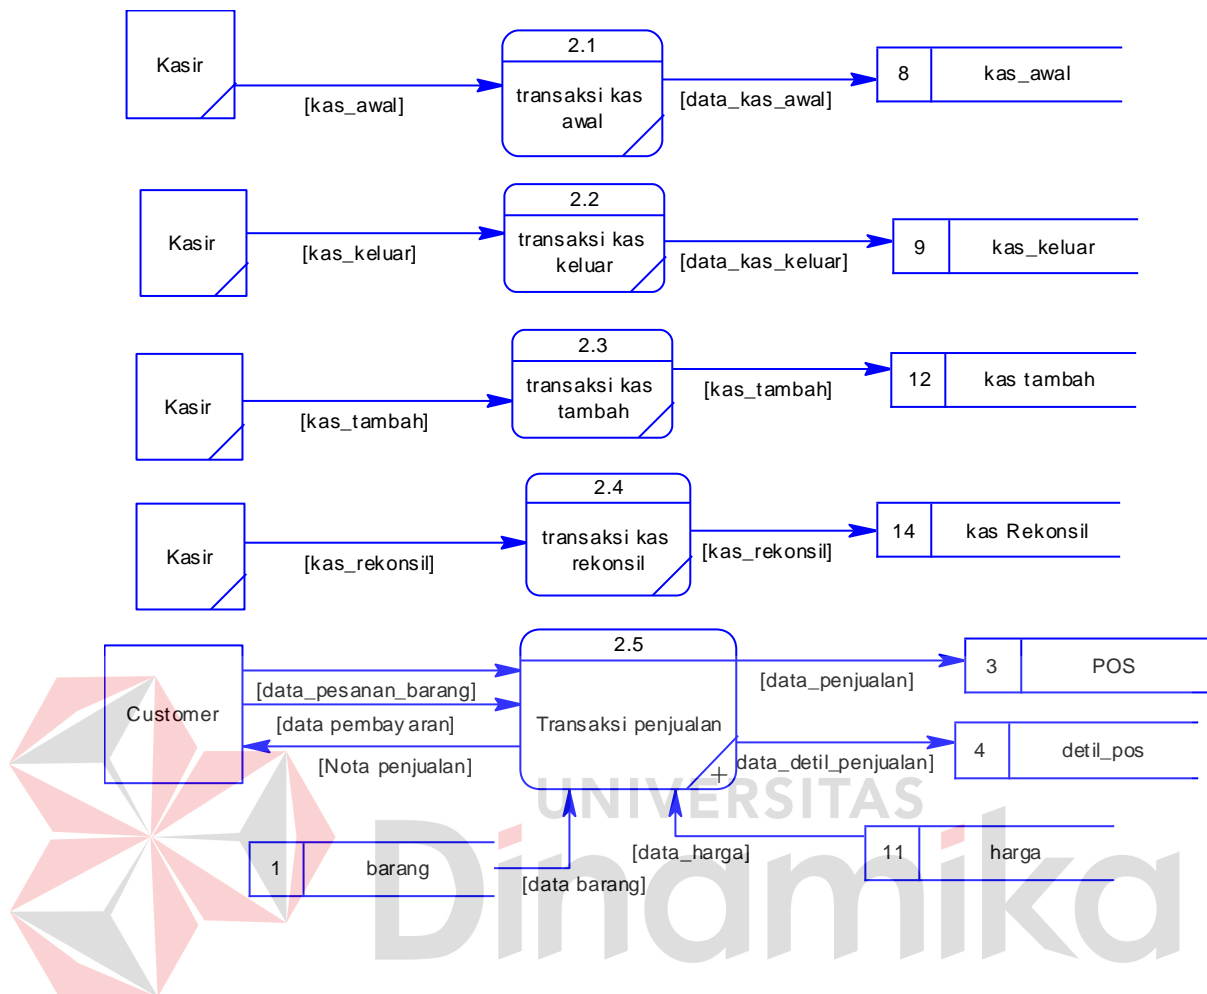 Kasir
[kas_awal]
2.1
transaksi kas
awal
[data_kas_awal]
8
kas_awal
Kasir
[kas_keluar]
2.2
transaksi kas
keluar
[data_kas_keluar]
9
kas_keluar
Kasir
[kas_tambah]
2.3
transaksi kas
tambah
[kas_tambah]
12
kas tambah
Kasir
[kas_rekonsil]
2.4
transaksi kas
rekonsil
[kas_rekonsil]
14
kas Rekonsil
Customer
[data_pesanan_barang]
[data pembayaran]
[Nota penjualan]
2.5
Transaksi penjualan
+
[data_penjualan]
3
POS
data_detil_penjualan]
4
detil_pos
1
barang
[data barang]
[data_harga]
11
harga
UNIVERSITAS
Dinamika